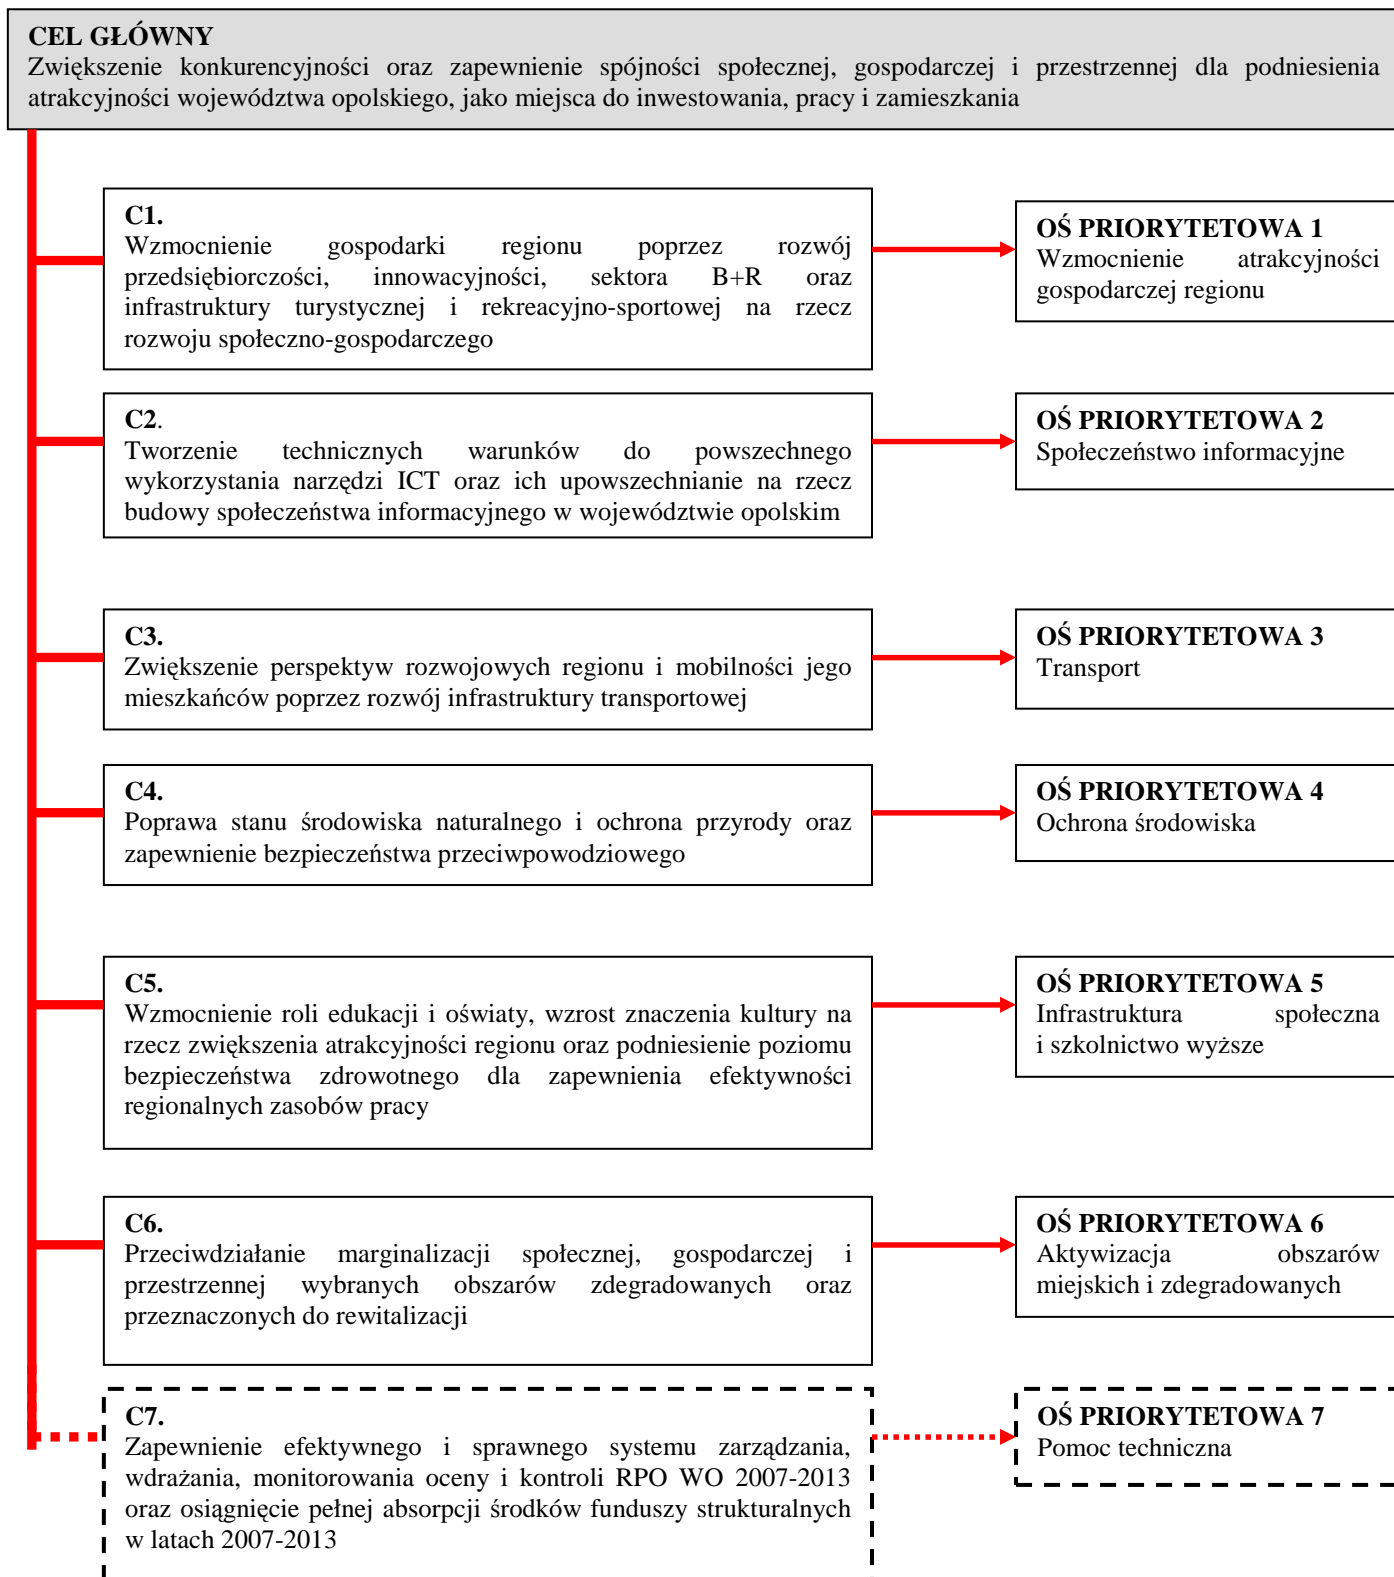 CEL GŁÓWNY
Zwiększenie konkurencyjności oraz zapewnienie spójności społecznej, gospodarczej i przestrzennej dla podniesienia
atrakcyjności województwa opolskiego, jako miejsca do inwestowania, pracy i zamieszkania
C1.
Wzmocnienie gospodarki regionu poprzez rozwój
przedsiębiorczości, innowacyjności, sektora B+R oraz
infrastruktury turystycznej i rekreacyjno-sportowej na rzecz
rozwoju społeczno-gospodarczego
OŚ PRIORYTETOWA 1
Wzmocnienie atrakcyjności
gospodarczej regionu
C2.
Tworzenie technicznych warunków do powszechnego
wykorzystania narzędzi ICT oraz ich upowszechnianie na rzecz
budowy społeczeństwa informacyjnego w województwie opolskim
OŚ PRIORYTETOWA 2
Społeczeństwo informacyjne
C3.
Zwiększenie perspektyw rozwojowych regionu i mobilności jego
mieszkańców poprzez rozwój infrastruktury transportowej
OŚ PRIORYTETOWA 3
Transport
C4.
Poprawa stanu środowiska naturalnego i ochrona przyrody oraz
zapewnienie bezpieczeństwa przeciwpowodziowego
OŚ PRIORYTETOWA 4
Ochrona środowiska
C5.
Wzmocnienie roli edukacji i oświaty, wzrost znaczenia kultury na
rzecz zwiększenia atrakcyjności regionu oraz podniesienie poziomu
bezpieczeństwa zdrowotnego dla zapewnienia efektywności
regionalnych zasobów pracy
OŚ PRIORYTETOWA 5
Infrastruktura społeczna
i szkolnictwo wyższe
C6.
Przeciwdziałanie marginalizacji społecznej, gospodarczej i
przestrzennej wybranych obszarów zdegradowanych oraz
przeznaczonych do rewitalizacji
OŚ PRIORYTETOWA 6
Aktywizacja obszarów
miejskich i zdegradowanych
C7.
Zapewnienie efektywnego i sprawnego systemu zarządzania,
wdrażania, monitorowania oceny i kontroli RPO WO 2007-2013
oraz osiągnięcie pełnej absorpcji środków funduszy strukturalnych
w latach 2007-2013
OŚ PRIORYTETOWA 7
Pomoc techniczna